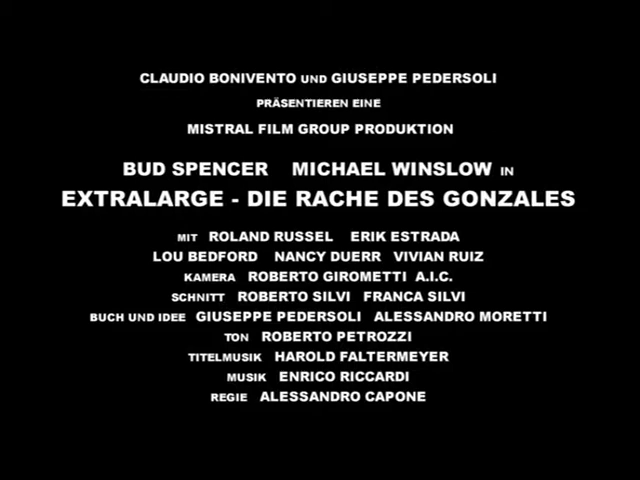 CLAUDIO BONIVENTO UND GIUSEPPE PEDERSOLI
PRÄSENTIEREN EINE
MISTRAL FILM GROUP PRODUKTION
BUD SPENCER MICHAEL WINSLOW IN
EXTRALARGE - DIE RACHE DES GONZALES
MIT ROLAND RUSSEL ERIK ESTRADA
LOU BEDFORD NANCY DUERR VIVIAN RUIZ
KAMERA ROBERTO GIROMETTI A.I.C.
SCHNITT ROBERTO SILVI FRANCA SILVI
BUCH UND IDEE GIUSEPPE PEDERSOLI ALESSANDRO MORETTI
TON ROBERTO PETROZZI
TITELMUSIK HAROLD FALTERMEYER
MUSIK ENRICO RICCARDI
REGIE ALESSANDRO CAPONE